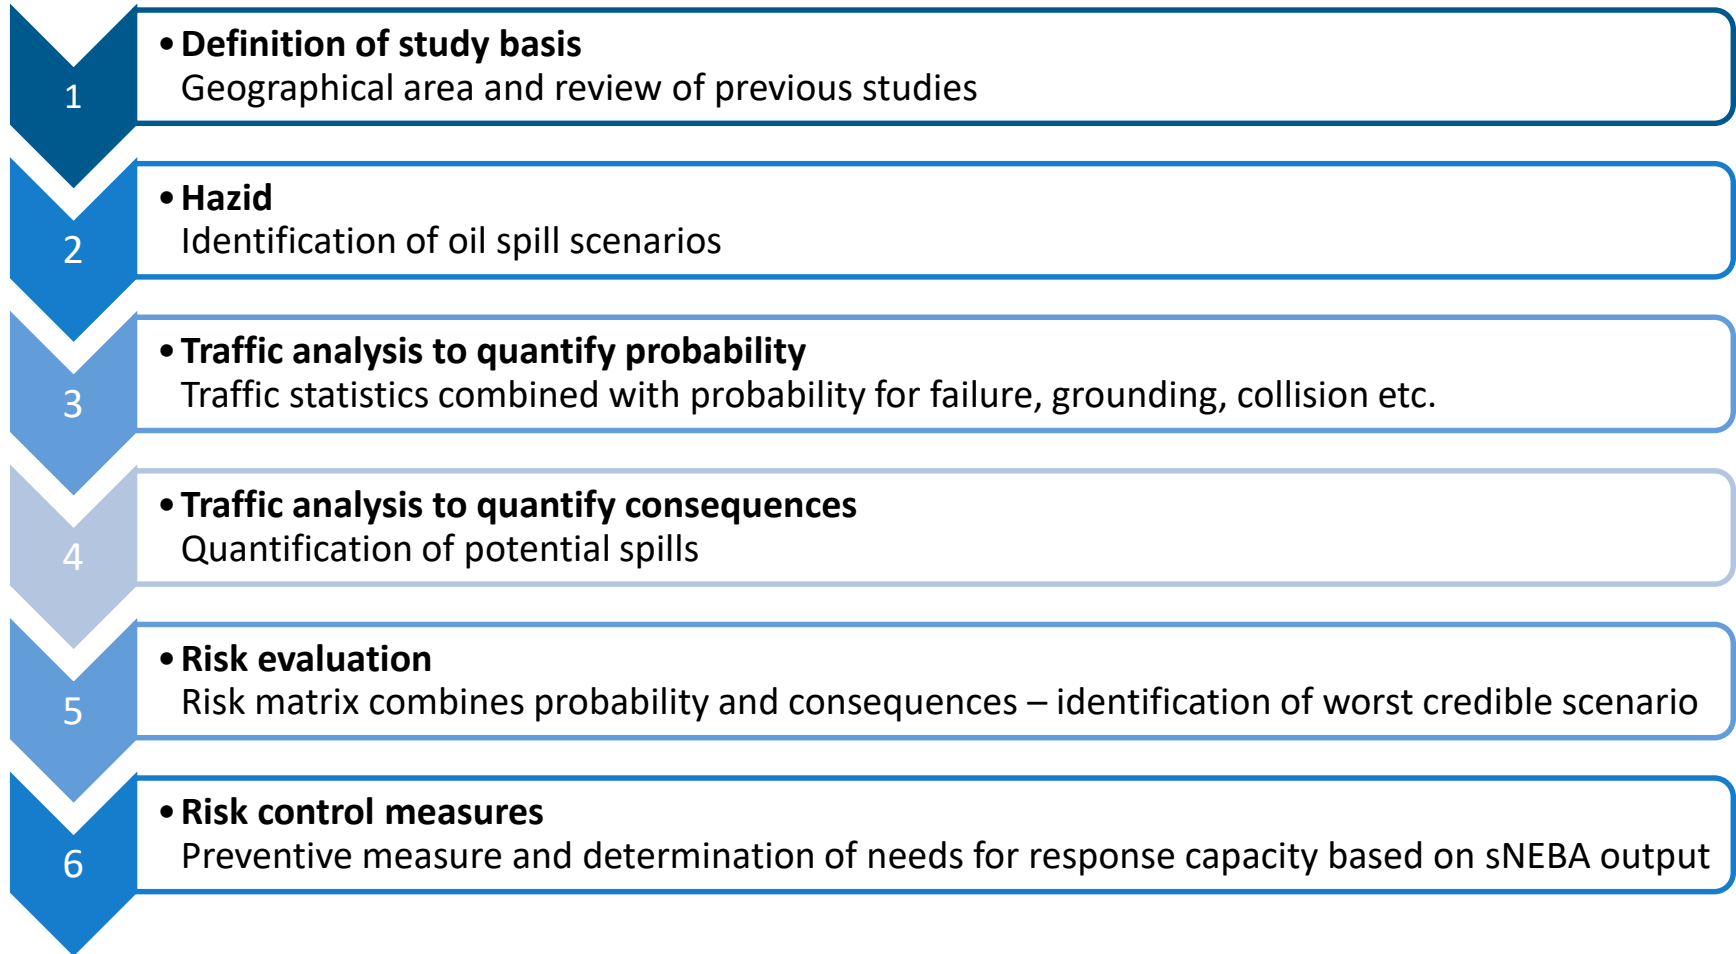 1
• Definition of study basis
Geographical area and review of previous studies
2
• Hazid
Identification of oil spill scenarios
3
• Traffic analysis to quantify probability
Traffic statistics combined with probability for failure, grounding, collision etc.
4
• Traffic analysis to quantify consequences
Quantification of potential spills
5
• Risk evaluation
Risk matrix combines probability and consequences – identification of worst credible scenario
6
• Risk control measures
Preventive measure and determination of needs for response capacity based on sNEBA output